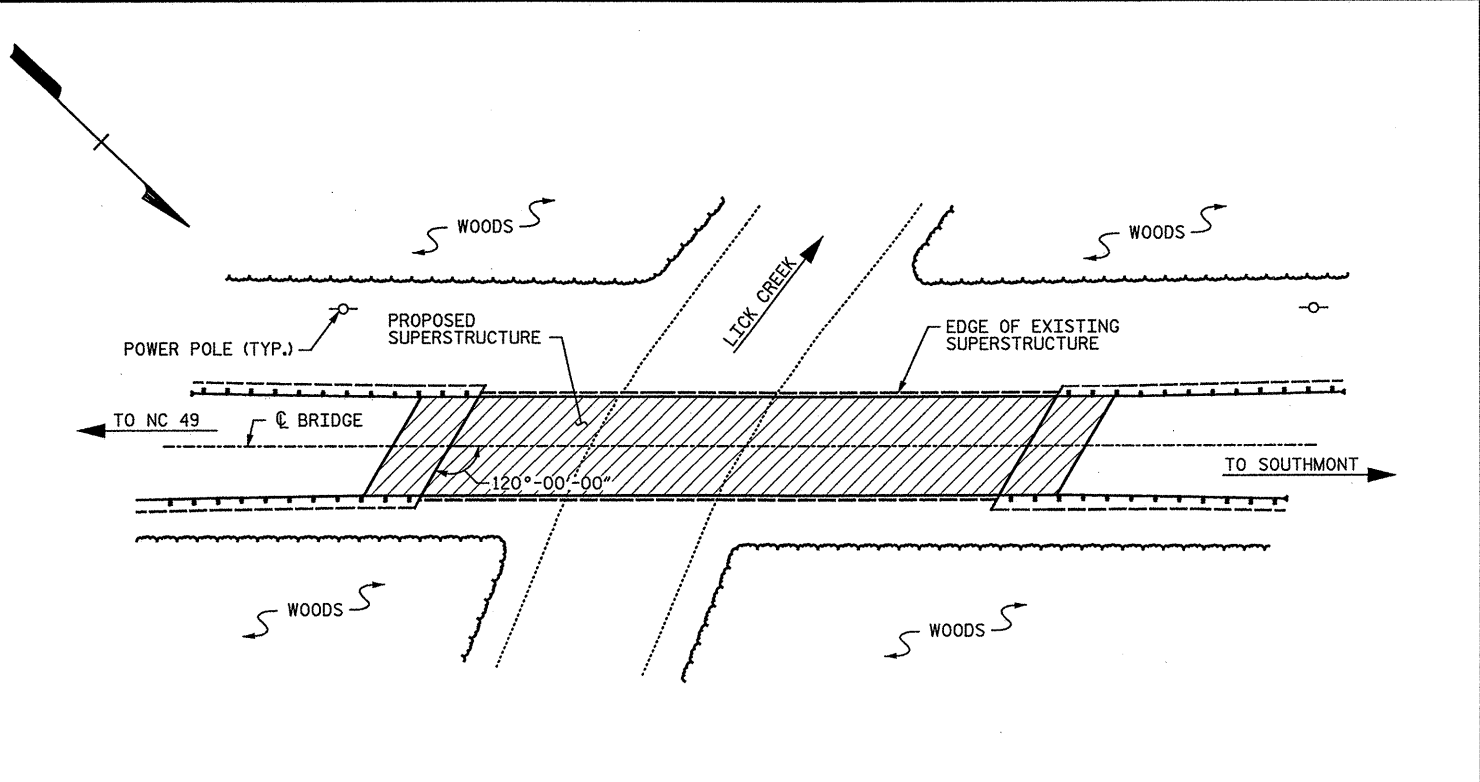 WOODS
WOODS
LICK CREEK
PROPOSED
SUPERSTRUCTURE
EDGE OF EXISTING
SUPERSTRUCTURE
POWER POLE (TYP.)
TO NC 49
℄ BRIDGE
TO SOUTHMONT
120°-00'-00"
WOODS
WOODS